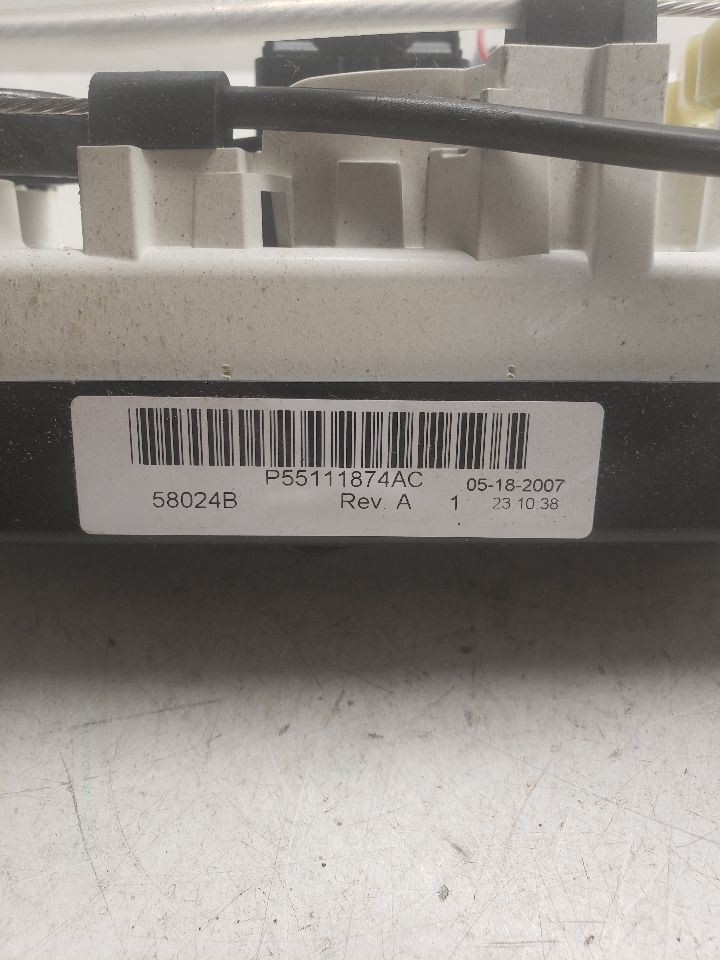 P55111874AC
05-18-2007
58024B Rev. A 1 23:10:38